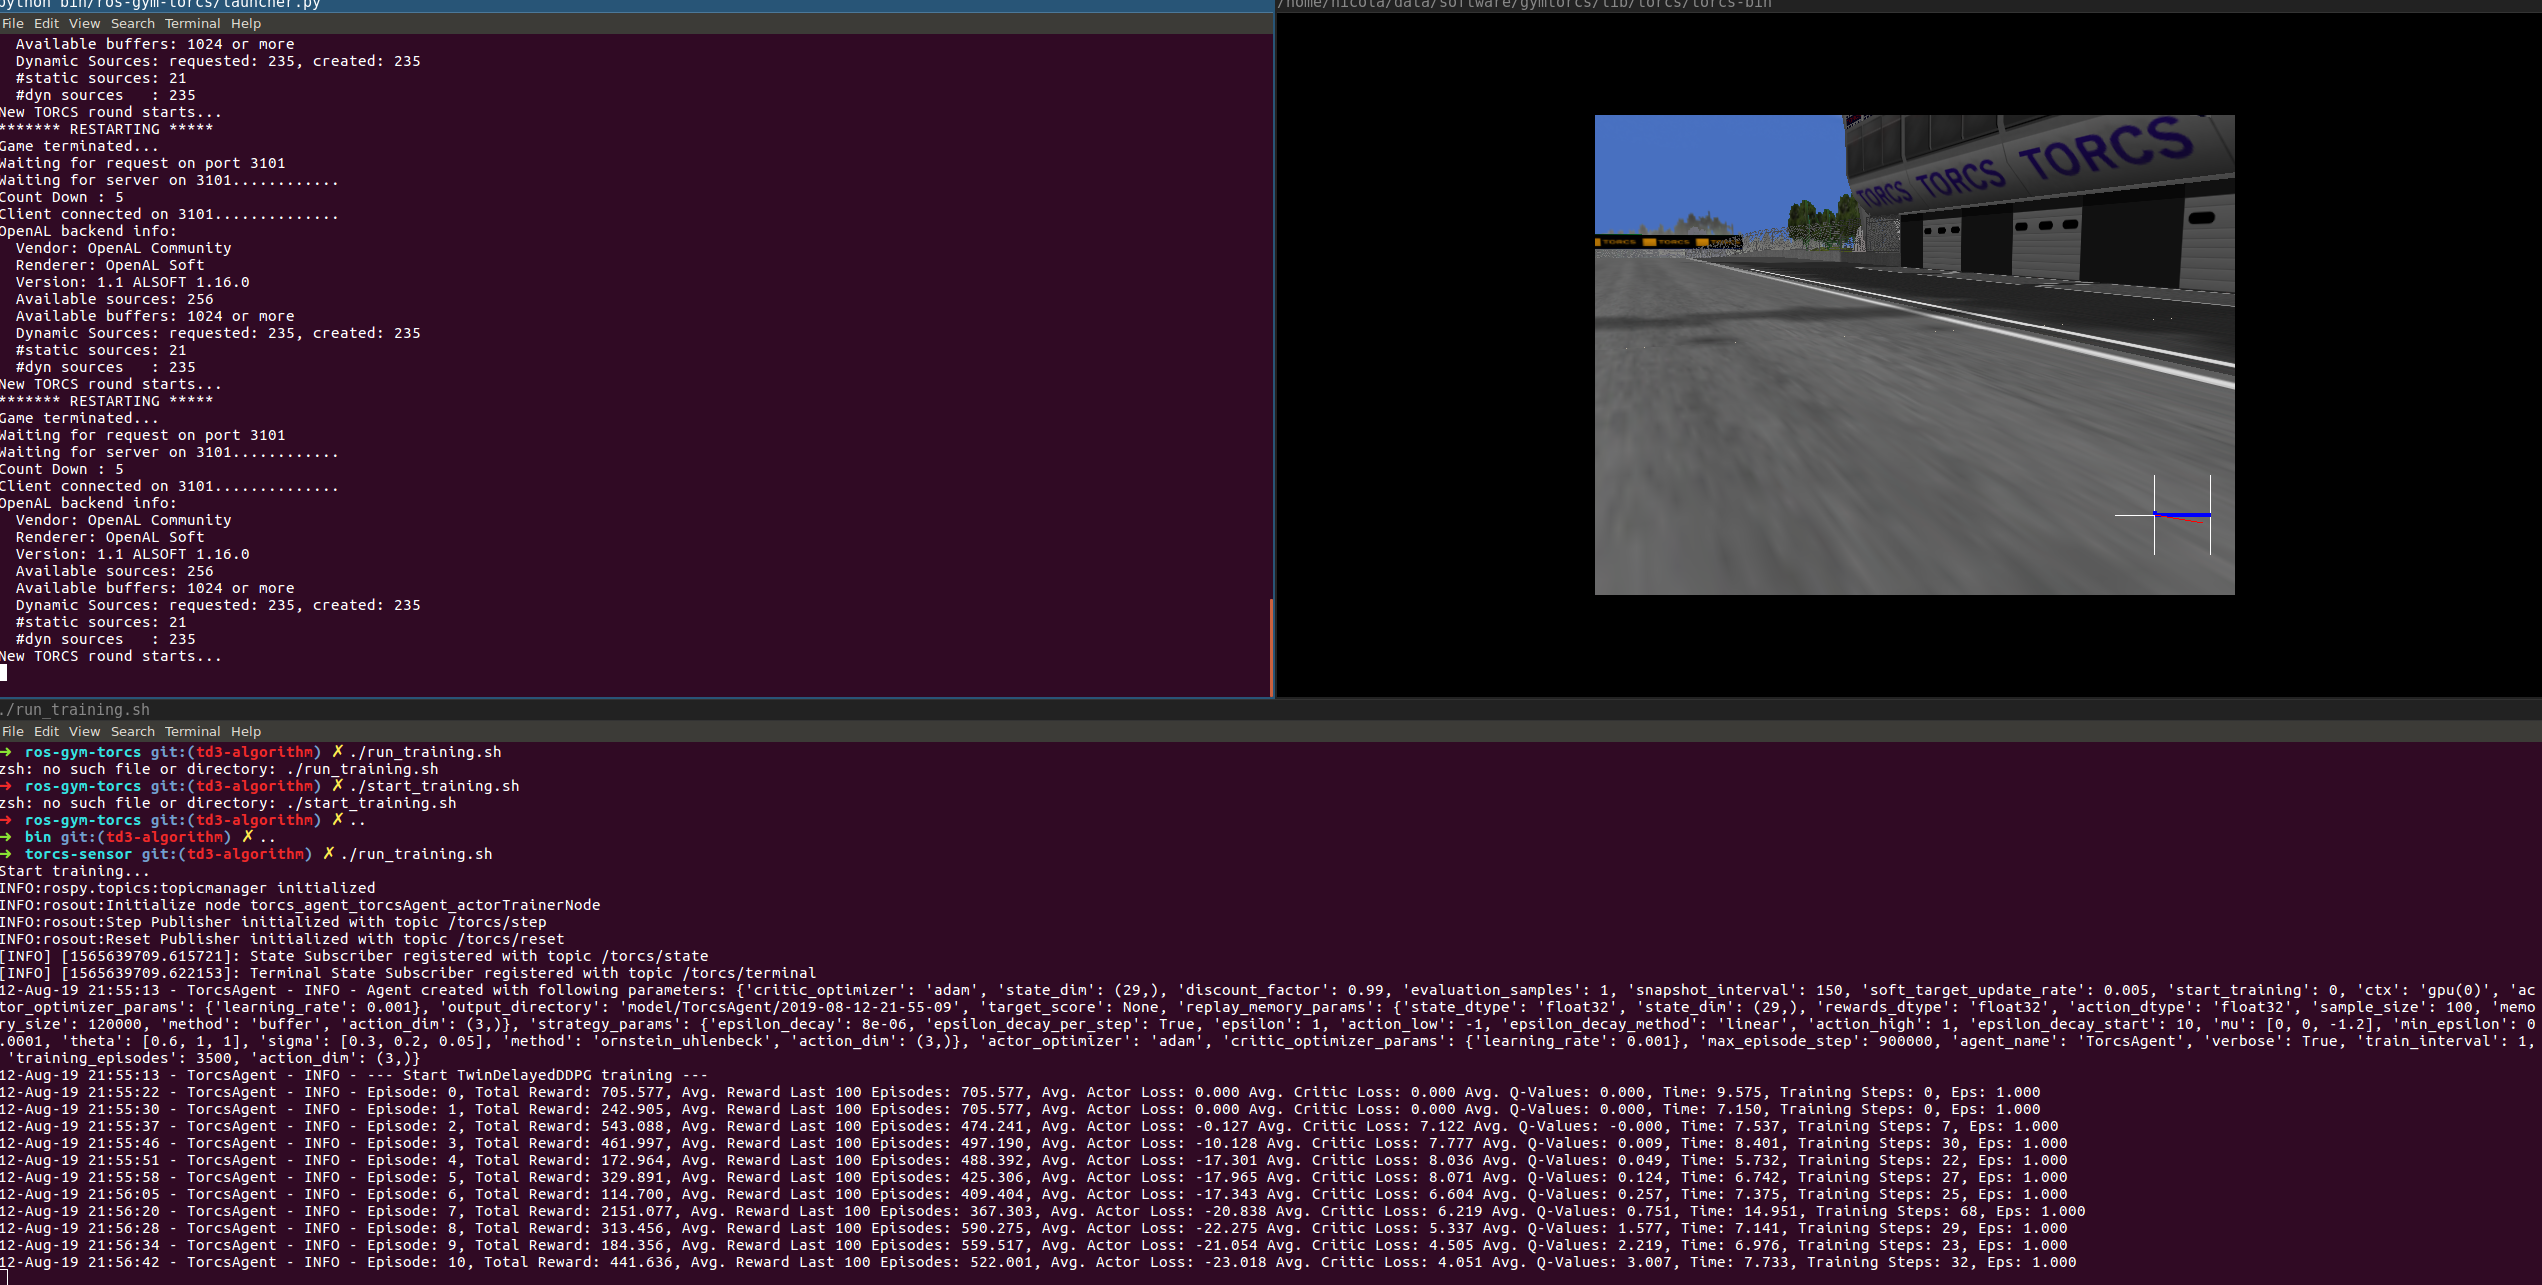 python bin/ros-gym-torcs/launcher.py
File Edit View Search Terminal Help
Available buffers: 1024 or more
Dynamic Sources: requested: 235, created: 235
#static sources: 21
#dyn sources   : 235
New TORCS round starts...
******* RESTARTING *****
Game terminated...
Waiting for request on port 3101
Waiting for server on 3101............
Count Down : 5
Client connected on 3101..............
OpenAL backend info:
Vendor: OpenAL Community
Renderer: OpenAL Soft
Version: 1.1 ALSOFT 1.16.0
Available sources: 256
Available buffers: 1024 or more
Dynamic Sources: requested: 235, created: 235
#static sources: 21
#dyn sources   : 235
New TORCS round starts...
******* RESTARTING *****
Game terminated...
Waiting for request on port 3101
Waiting for server on 3101............
Count Down : 5
Client connected on 3101..............
OpenAL backend info:
Vendor: OpenAL Community
Renderer: OpenAL Soft
Version: 1.1 ALSOFT 1.16.0
Available sources: 256
Available buffers: 1024 or more
Dynamic Sources: requested: 235, created: 235
#static sources: 21
#dyn sources   : 235
New TORCS round starts...
/home/nicola/data/software/gymtorcs/lib/torcs/torcs-bin
TORCS TORCS TORCS
TORCS TORCS TORCS
./run_training.sh
File Edit View Search Terminal Help
➜ ros-gym-torcs git:(td3-algorithm) ✗ ./run_training.sh
zsh: no such file or directory: ./run_training.sh
➜ ros-gym-torcs git:(td3-algorithm) ✗ ./start_training.sh
zsh: no such file or directory: ./start_training.sh
➜ ros-gym-torcs git:(td3-algorithm) ✗ ..
➜ bin git:(td3-algorithm) ✗ ..
➜ torcs-sensor git:(td3-algorithm) ✗ ./run_training.sh
Start training...
INFO:rospy.topics:topicmanager initialized
INFO:rosout:Initialize node torcs_agent_torcsAgent_actorTrainerNode
INFO:rosout:Step Publisher initialized with topic /torcs/step
INFO:rosout:Reset Publisher initialized with topic /torcs/reset
[INFO] [1565639709.615721]: State Subscriber registered with topic /torcs/state
[INFO] [1565639709.622153]: Terminal State Subscriber registered with topic /torcs/terminal
12-Aug-19 21:55:13 - TorcsAgent - INFO - Agent created with following parameters: {'critic_optimizer': 'adam', 'state_dim': (29,), 'discount_factor': 0.99, 'evaluation_samples': 1, 'snapshot_interval': 150, 'soft_target_update_rate': 0.005, 'start_training': 0, 'ctx': 'gpu(0)', 'ac
tor_optimizer_params': {'learning_rate': 0.001}, 'output_directory': 'model/TorcsAgent/2019-08-12-21-55-09', 'target_score': None, 'replay_memory_params': {'state_dtype': 'float32', 'state_dim': (29,), 'rewards_dtype': 'float32', 'action_dtype': 'float32', 'sample_size': 100, 'memo
ry_size': 120000, 'method': 'buffer', 'action_dim': (3,)}, 'strategy_params': {'epsilon_decay': 8e-06, 'epsilon_decay_per_step': True, 'epsilon': 1, 'action_low': -1, 'epsilon_decay_method': 'linear', 'action_high': 1, 'epsilon_decay_start': 10, 'mu': [0, 0, -1.2], 'min_epsilon': 0
.0001, 'theta': [0.6, 1, 1], 'sigma': [0.3, 0.2, 0.05], 'method': 'ornstein_uhlenbeck', 'action_dim': (3,)}, 'actor_optimizer': 'adam', 'critic_optimizer_params': {'learning_rate': 0.001}, 'max_episode_step': 900000, 'agent_name': 'TorcsAgent', 'verbose': True, 'train_interval': 1,
'training_episodes': 3500, 'action_dim': (3,)}
12-Aug-19 21:55:13 - TorcsAgent - INFO - --- Start TwinDelayedDDPG training ---
12-Aug-19 21:55:22 - TorcsAgent - INFO - Episode: 0, Total Reward: 705.577, Avg. Reward Last 100 Episodes: 705.577, Avg. Actor Loss: 0.000 Avg. Critic Loss: 0.000 Avg. Q-Values: 0.000, Time: 9.575, Training Steps: 0, Eps: 1.000
12-Aug-19 21:55:30 - TorcsAgent - INFO - Episode: 1, Total Reward: 242.905, Avg. Reward Last 100 Episodes: 705.577, Avg. Actor Loss: 0.000 Avg. Critic Loss: 0.000 Avg. Q-Values: 0.000, Time: 7.150, Training Steps: 0, Eps: 1.000
12-Aug-19 21:55:37 - TorcsAgent - INFO - Episode: 2, Total Reward: 543.088, Avg. Reward Last 100 Episodes: 474.241, Avg. Actor Loss: -0.127 Avg. Critic Loss: 7.122 Avg. Q-Values: -0.000, Time: 7.537, Training Steps: 7, Eps: 1.000
12-Aug-19 21:55:46 - TorcsAgent - INFO - Episode: 3, Total Reward: 461.997, Avg. Reward Last 100 Episodes: 497.190, Avg. Actor Loss: -10.128 Avg. Critic Loss: 7.777 Avg. Q-Values: 0.009, Time: 8.401, Training Steps: 30, Eps: 1.000
12-Aug-19 21:55:51 - TorcsAgent - INFO - Episode: 4, Total Reward: 172.964, Avg. Reward Last 100 Episodes: 488.392, Avg. Actor Loss: -17.301 Avg. Critic Loss: 8.036 Avg. Q-Values: 0.049, Time: 5.732, Training Steps: 22, Eps: 1.000
12-Aug-19 21:55:58 - TorcsAgent - INFO - Episode: 5, Total Reward: 329.891, Avg. Reward Last 100 Episodes: 425.306, Avg. Actor Loss: -17.965 Avg. Critic Loss: 8.071 Avg. Q-Values: 0.124, Time: 6.742, Training Steps: 27, Eps: 1.000
12-Aug-19 21:56:05 - TorcsAgent - INFO - Episode: 6, Total Reward: 114.700, Avg. Reward Last 100 Episodes: 409.404, Avg. Actor Loss: -17.343 Avg. Critic Loss: 6.604 Avg. Q-Values: 0.257, Time: 7.375, Training Steps: 25, Eps: 1.000
12-Aug-19 21:56:20 - TorcsAgent - INFO - Episode: 7, Total Reward: 2151.077, Avg. Reward Last 100 Episodes: 367.303, Avg. Actor Loss: -20.838 Avg. Critic Loss: 6.219 Avg. Q-Values: 0.751, Time: 14.951, Training Steps: 68, Eps: 1.000
12-Aug-19 21:56:28 - TorcsAgent - INFO - Episode: 8, Total Reward: 313.456, Avg. Reward Last 100 Episodes: 590.275, Avg. Actor Loss: -22.275 Avg. Critic Loss: 5.337 Avg. Q-Values: 1.577, Time: 7.141, Training Steps: 29, Eps: 1.000
12-Aug-19 21:56:34 - TorcsAgent - INFO - Episode: 9, Total Reward: 184.356, Avg. Reward Last 100 Episodes: 559.517, Avg. Actor Loss: -21.054 Avg. Critic Loss: 4.505 Avg. Q-Values: 2.219, Time: 6.976, Training Steps: 23, Eps: 1.000
12-Aug-19 21:56:42 - TorcsAgent - INFO - Episode: 10, Total Reward: 441.636, Avg. Reward Last 100 Episodes: 522.001, Avg. Actor Loss: -23.018 Avg. Critic Loss: 4.051 Avg. Q-Values: 3.007, Time: 7.733, Training Steps: 32, Eps: 1.000